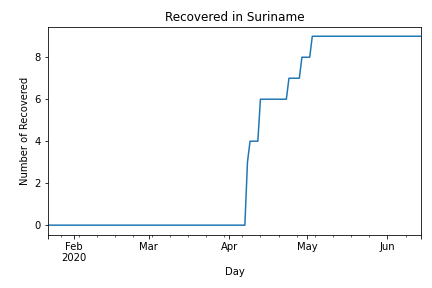 Recovered in Suriname
Number of Recovered
8
6
4
2
0
Feb
2020
Mar
Apr
May
Jun
Day